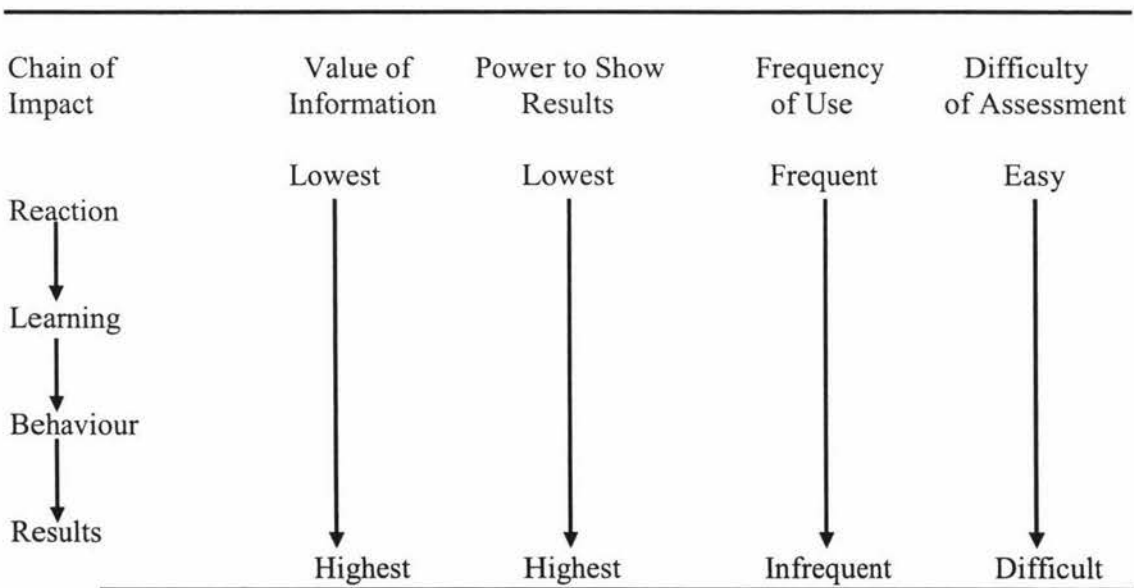 Chain of Impact
Value of Information
Power to Show Results
Frequency of Use
Difficulty of Assessment
Lowest Lowest Frequent Easy
Reaction
Learning
Behaviour
Results
Highest Highest Infrequent Difficult